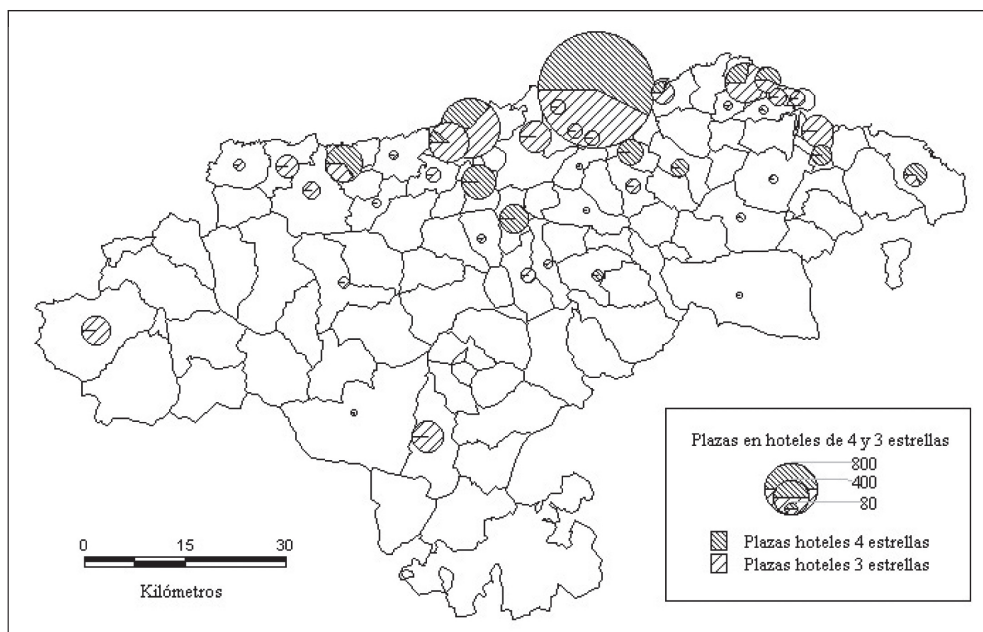 Plazas en hoteles de 4 y 3 estrellas
800
400
80
Plazas hoteles 4 estrellas
Plazas hoteles 3 estrellas
0 15 30
Kilómetros